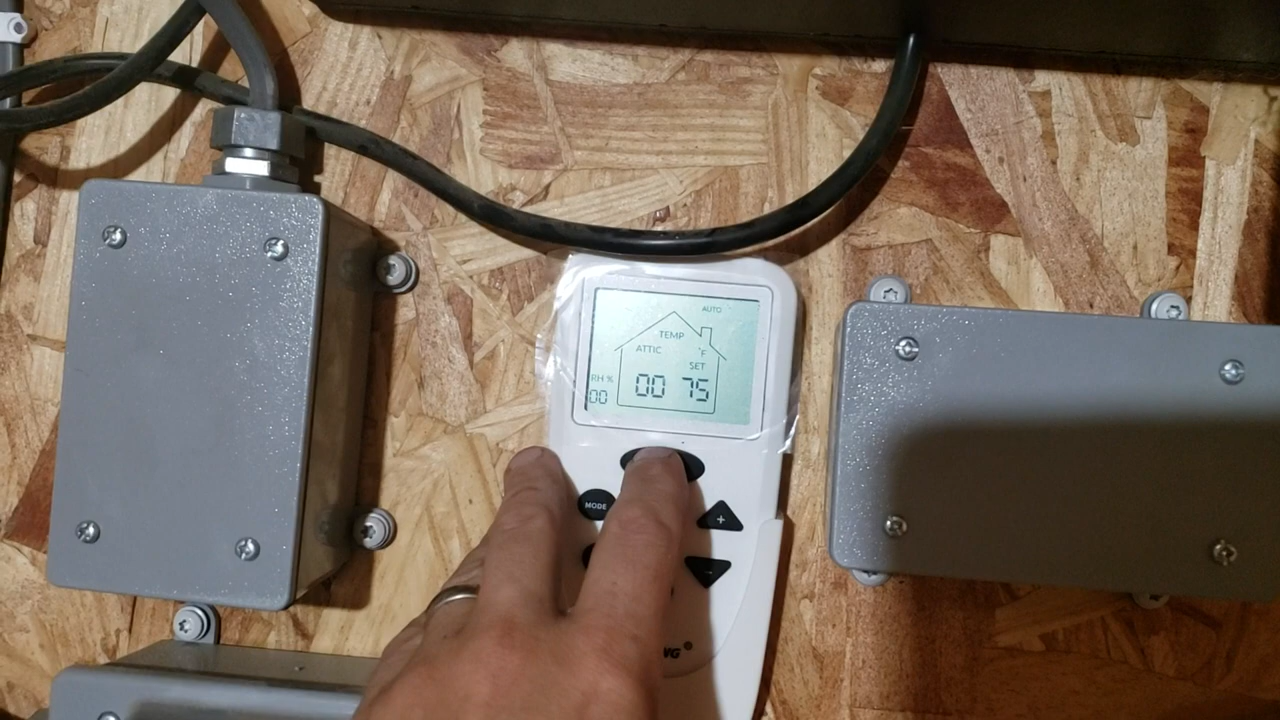 AUTO
TEMP
ATTIC °F
SET
RH %
00 00 75
MODE
+
-